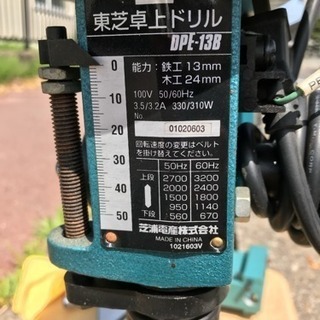 東芝卓上ドリル
DPE-13B
能力：鉄工 13mm
木工 24mm
100V 50/60Hz
3.5/3.2A 330/310W
No 01020603
回転速度の変更はベルト
を掛け替えてください。
50Hz 60Hz
上段 2700 3200
2000 2400
1500 1800
950 1140
下段 560 670
芝浦電産株式会社
MADE IN CHINA
1021603V
0
10
20
30
40
50